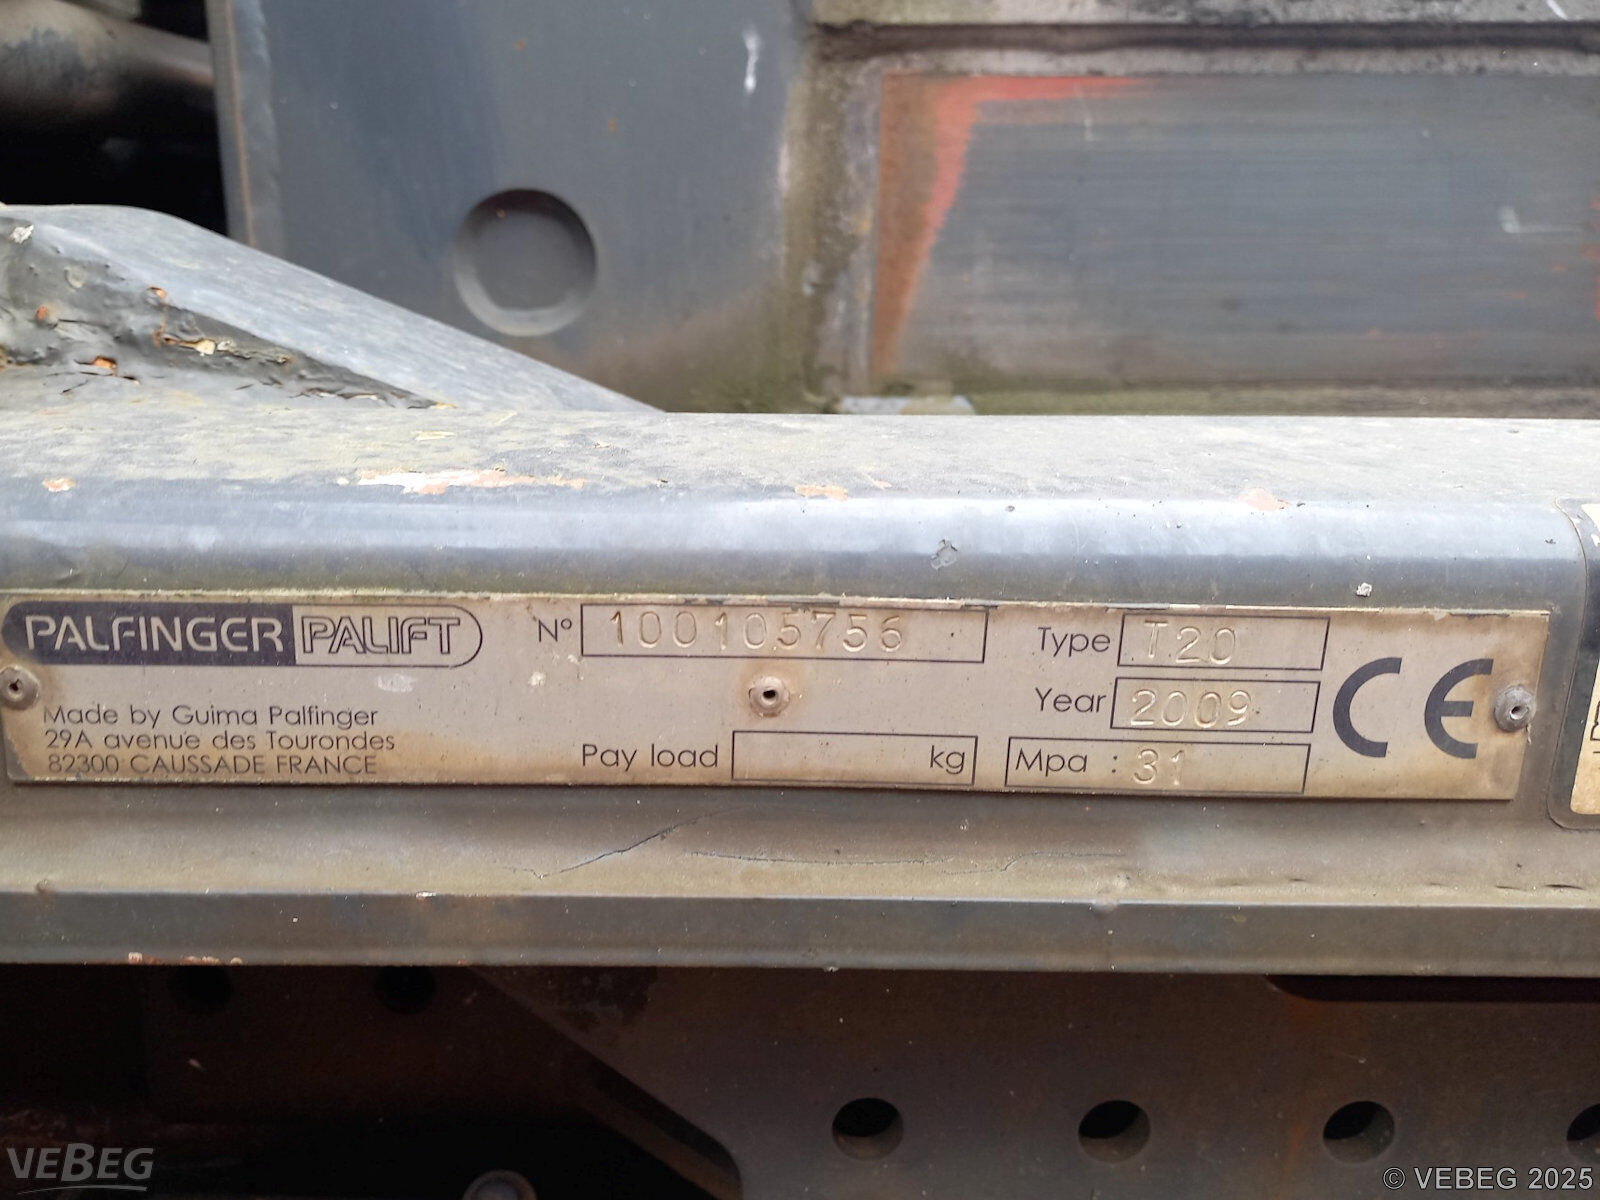 PALFINGER PALIFT
Nº 100105756
Type T20
Year 2009
Made by Guima Palfinger
29A avenue des Tourondes
82300 CAUSSADE FRANCE
Pay load kg
Mpa : 31
CE
VEBEG
© VEBEG 2025